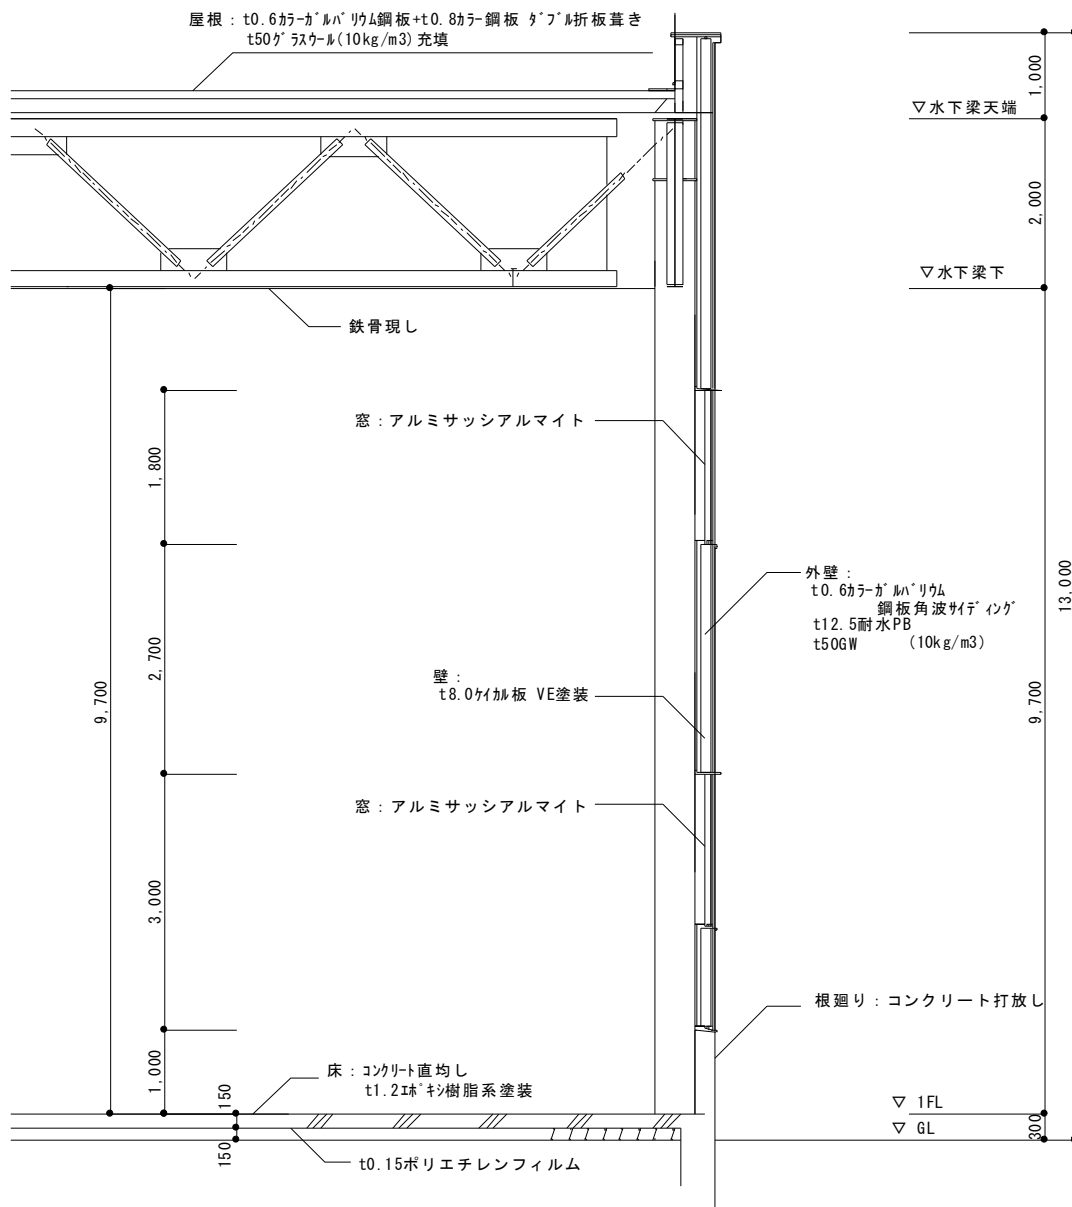 屋根：t0.6カラーガルバリウム鋼板+t0.8カラー鋼板 ダブル折板葺き
t50グラスウール(10kg/m3)充填
1,000
▽水下梁天端
2,000
▽水下梁下
鉄骨現し
窓：アルミサッシアルマイト
1,800
外壁：
t0.6カラーガルバリウム
鋼板角波サイディング
t12.5耐水PB
t50GW (10kg/m3)
13,000
2,700
壁：
t8.0ケイカル板 VE塗装
9,700
9,700
窓：アルミサッシアルマイト
3,000
根廻り：コンクリート打放し
1,000
床：コンクリート直均し
t1.2エポキシ樹脂系塗装
150
▽ 1FL
▽ GL
300
150
t0.15ポリエチレンフィルム